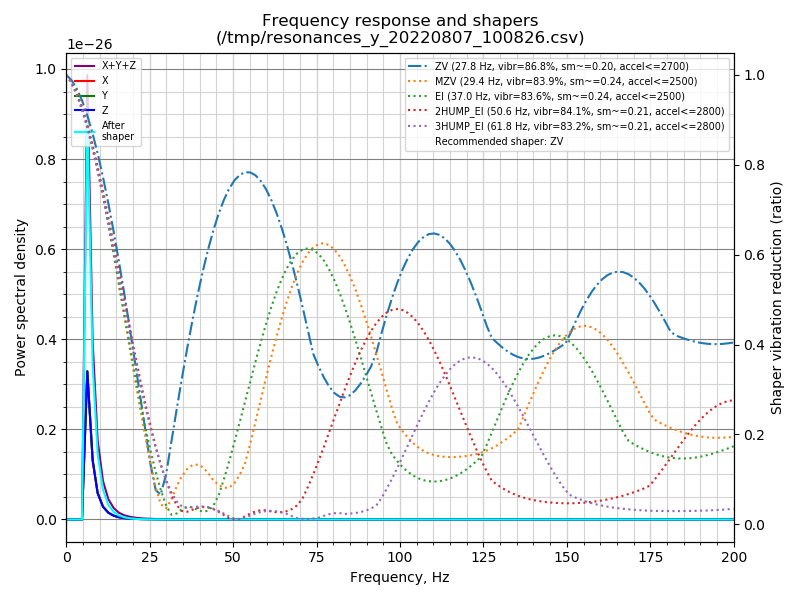 Frequency response and shapers
(/tmp/resonances_y_20220807_100826.csv)
1e−26
X+Y+Z
X
Y
Z
After
shaper
ZV (27.8 Hz, vibr=86.8%, sm~=0.20, accel<=2700)
MZV (29.4 Hz, vibr=83.9%, sm~=0.24, accel<=2500)
EI (37.0 Hz, vibr=83.6%, sm~=0.24, accel<=2500)
2HUMP_EI (50.6 Hz, vibr=84.1%, sm~=0.21, accel<=2800)
3HUMP_EI (61.8 Hz, vibr=83.2%, sm~=0.21, accel<=2800)
Recommended shaper: ZV
Power spectral density
1.0
0.8
0.6
0.4
0.2
0.0
1.0
0.8
0.6
0.4
0.2
0.0
Shaper vibration reduction (ratio)
0 25 50 75 100 125 150 175 200
Frequency, Hz